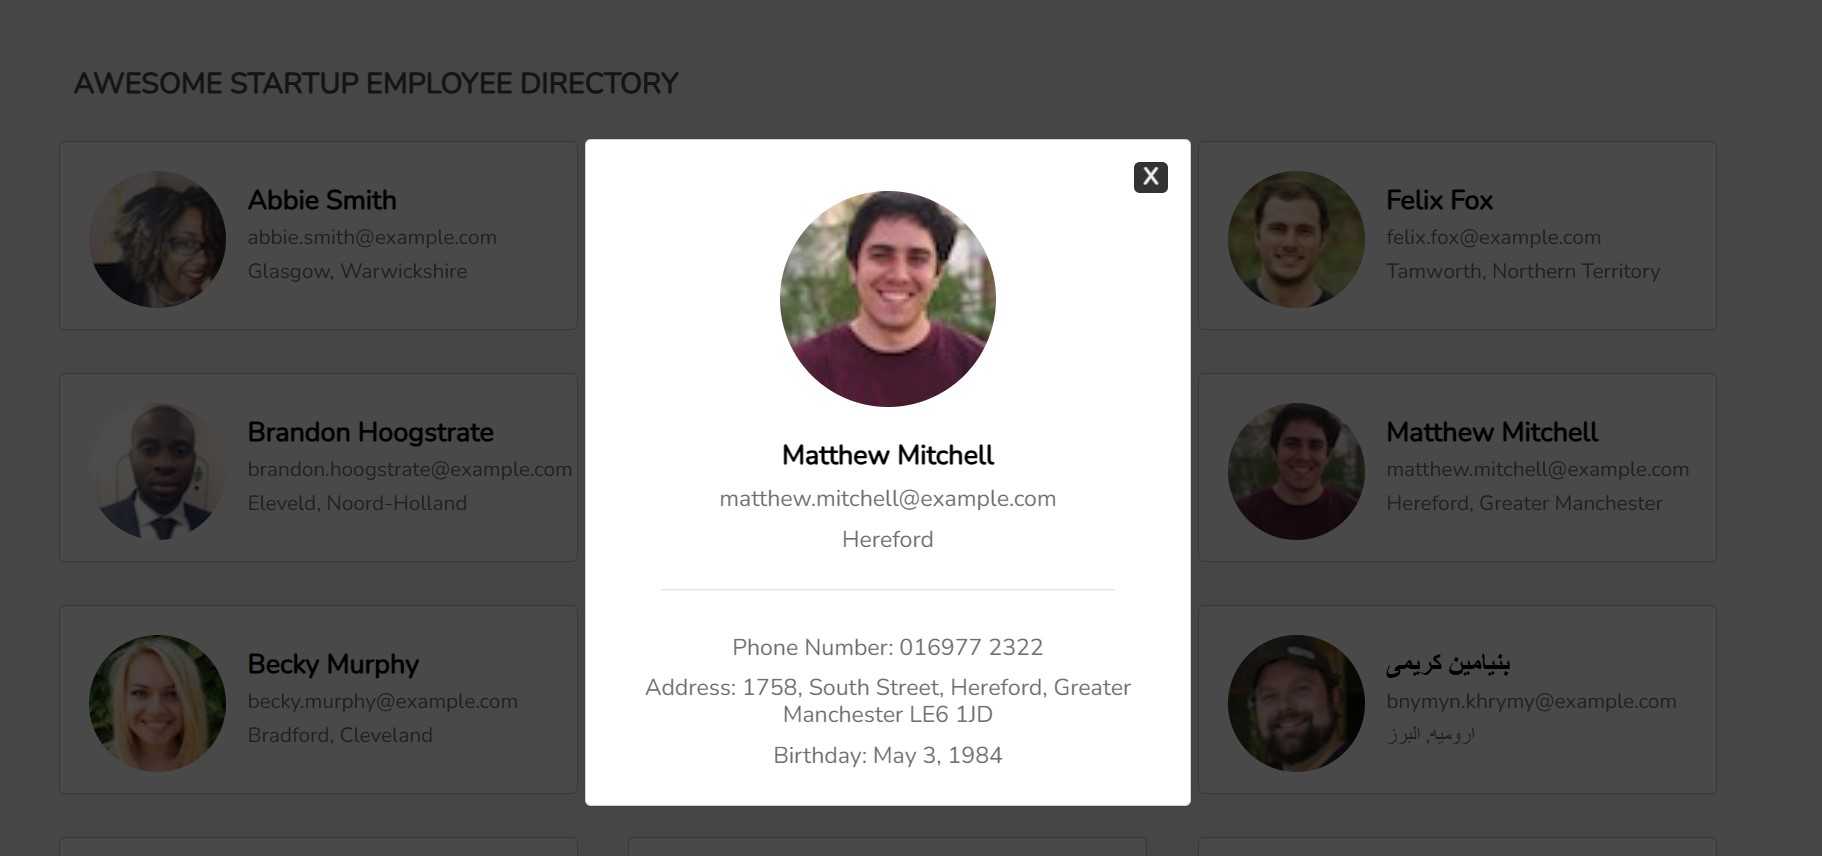 AWESOME STARTUP EMPLOYEE DIRECTORY
Abbie Smith
abbie.smith@example.com
Glasgow, Warwickshire
Brandon Hoogstrate
brandon.hoogstrate@example.com
Eleveld, Noord-Holland
Becky Murphy
becky.murphy@example.com
Bradford, Cleveland
X
Matthew Mitchell
matthew.mitchell@example.com
Hereford
Phone Number: 016977 2322
Address: 1758, South Street, Hereford, Greater
Manchester LE6 1JD
Birthday: May 3, 1984
Felix Fox
felix.fox@example.com
Tamworth, Northern Territory
Matthew Mitchell
matthew.mitchell@example.com
Hereford, Greater Manchester
بنیامین کریمی
bnymyn.khrymy@example.com
ارومیه, البرز